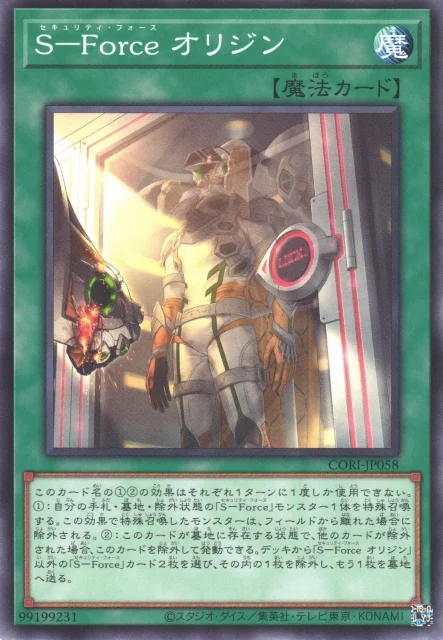 セキュリティ・フォース
S－Force オリジン
魔
【魔法カード】
LOCK
CORI-JP058
このカード名の①②の効果はそれぞれ1ターンに1度しか使用できない。
①：自分の手札・墓地・除外状態の「S－Force」モンスター1体を特殊召喚
する。この効果で特殊召喚したモンスターは、フィールドから離れた場合に
除外される。②：このカードが墓地に存在する状態で、他のカードが除外
された場合、このカードを除外して発動できる。デッキから「S－Force オリジン」
以外の「S－Force」カード2枚を選び、その内の1枚を除外し、もう1枚を墓地
へ送る。
99199231
©スタジオ・ダイス／集英社・テレビ東京・KONAMI